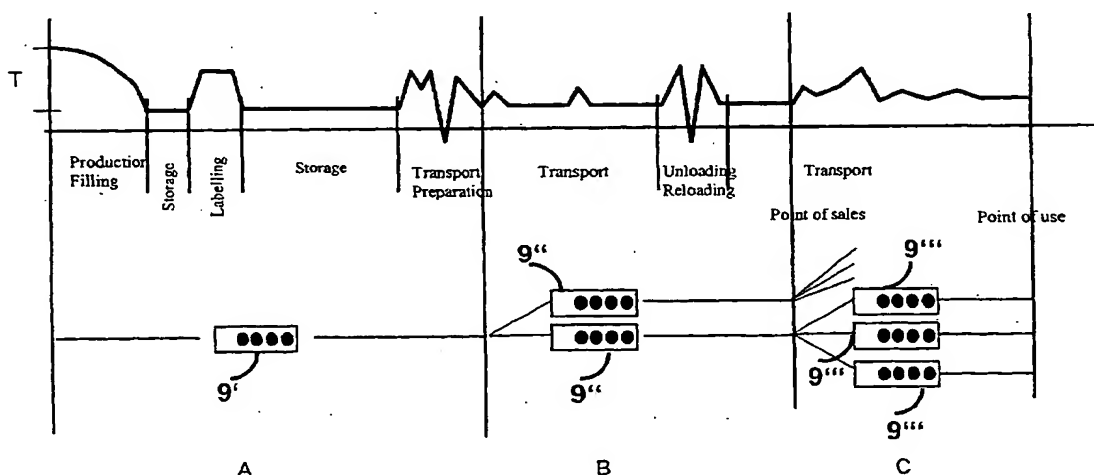 T
Production
Filling
Storage
Labelling
Storage
Transport
Preparation
Transport
Unloading
Reloading
Transport
Point of sales
Point of use
9‘
9“
9“
9“‘
9“‘
9“‘
A
B
C